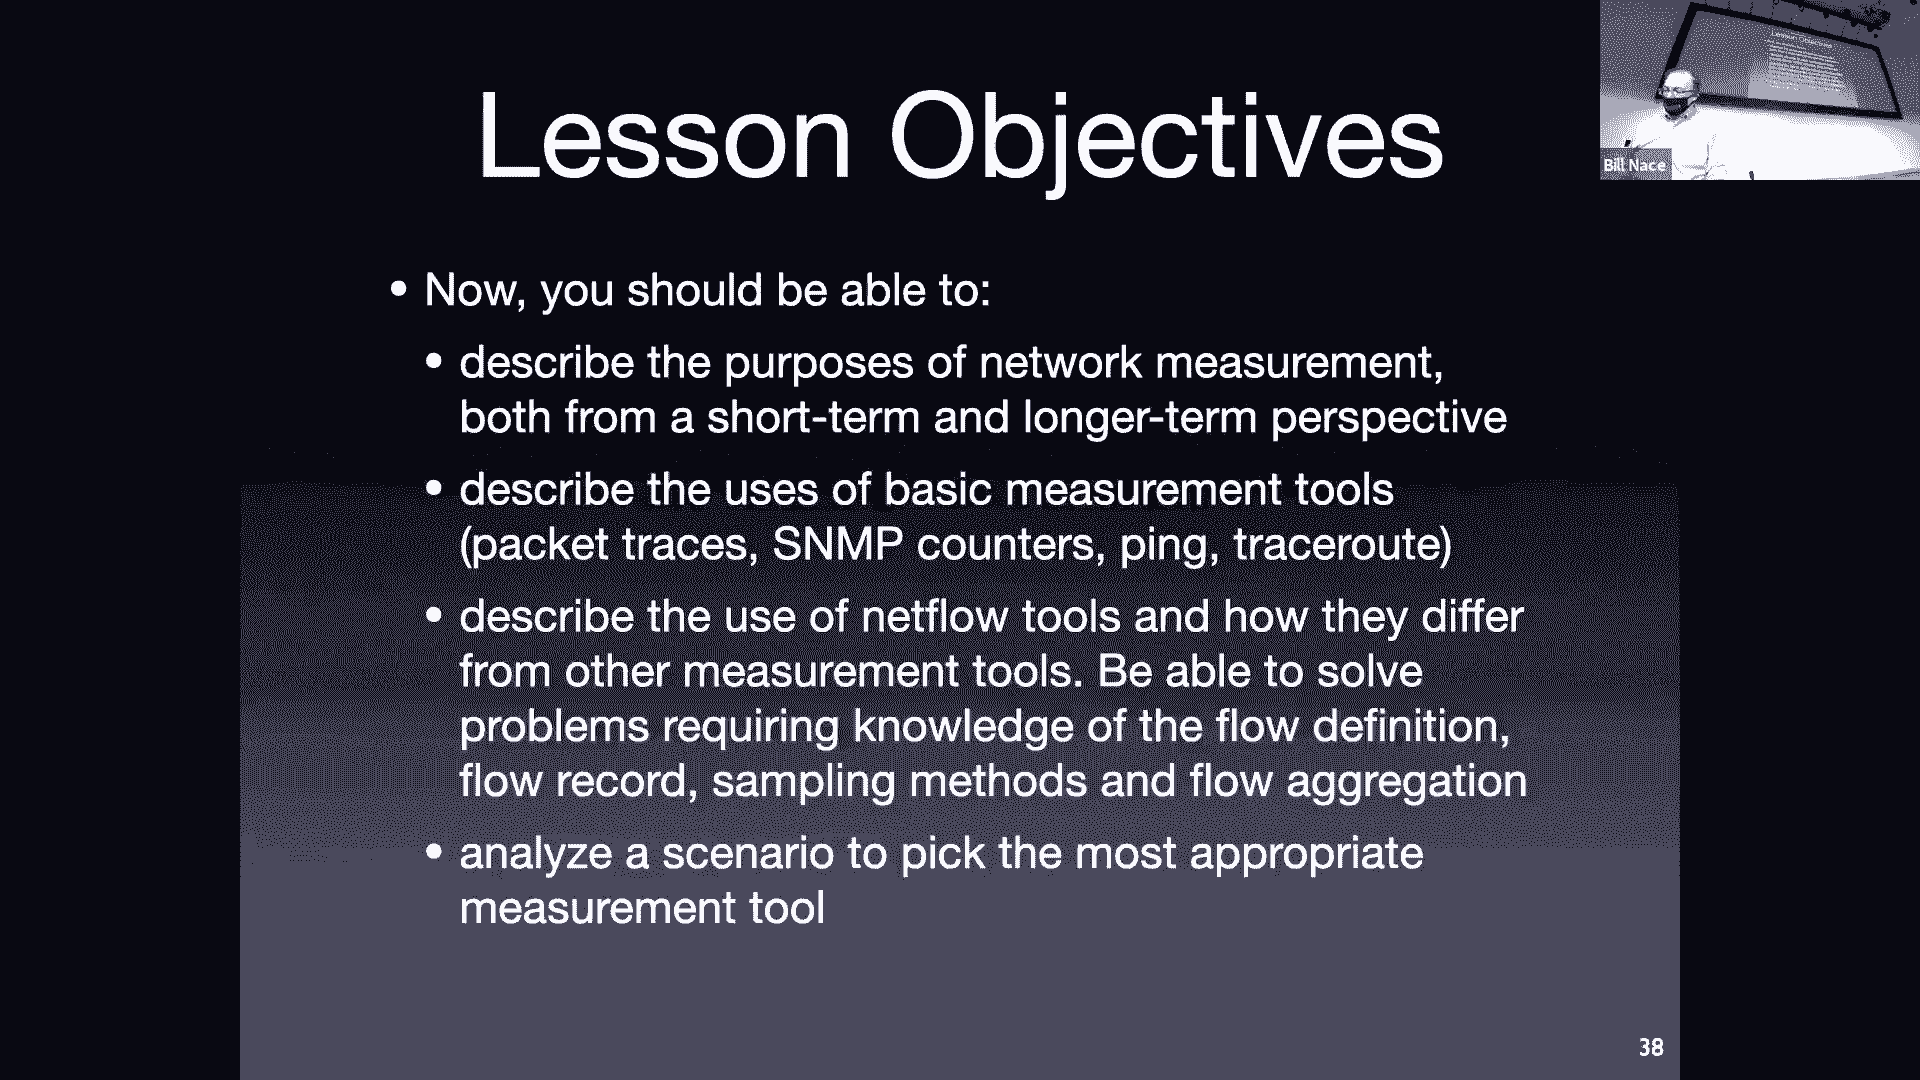 Lesson Objectives
Bill Nace
• Now, you should be able to:
• describe the purposes of network measurement,
both from a short-term and longer-term perspective
• describe the uses of basic measurement tools
(packet traces, SNMP counters, ping, traceroute)
• describe the use of netflow tools and how they differ
from other measurement tools. Be able to solve
problems requiring knowledge of the flow definition,
flow record, sampling methods and flow aggregation
• analyze a scenario to pick the most appropriate
measurement tool
38